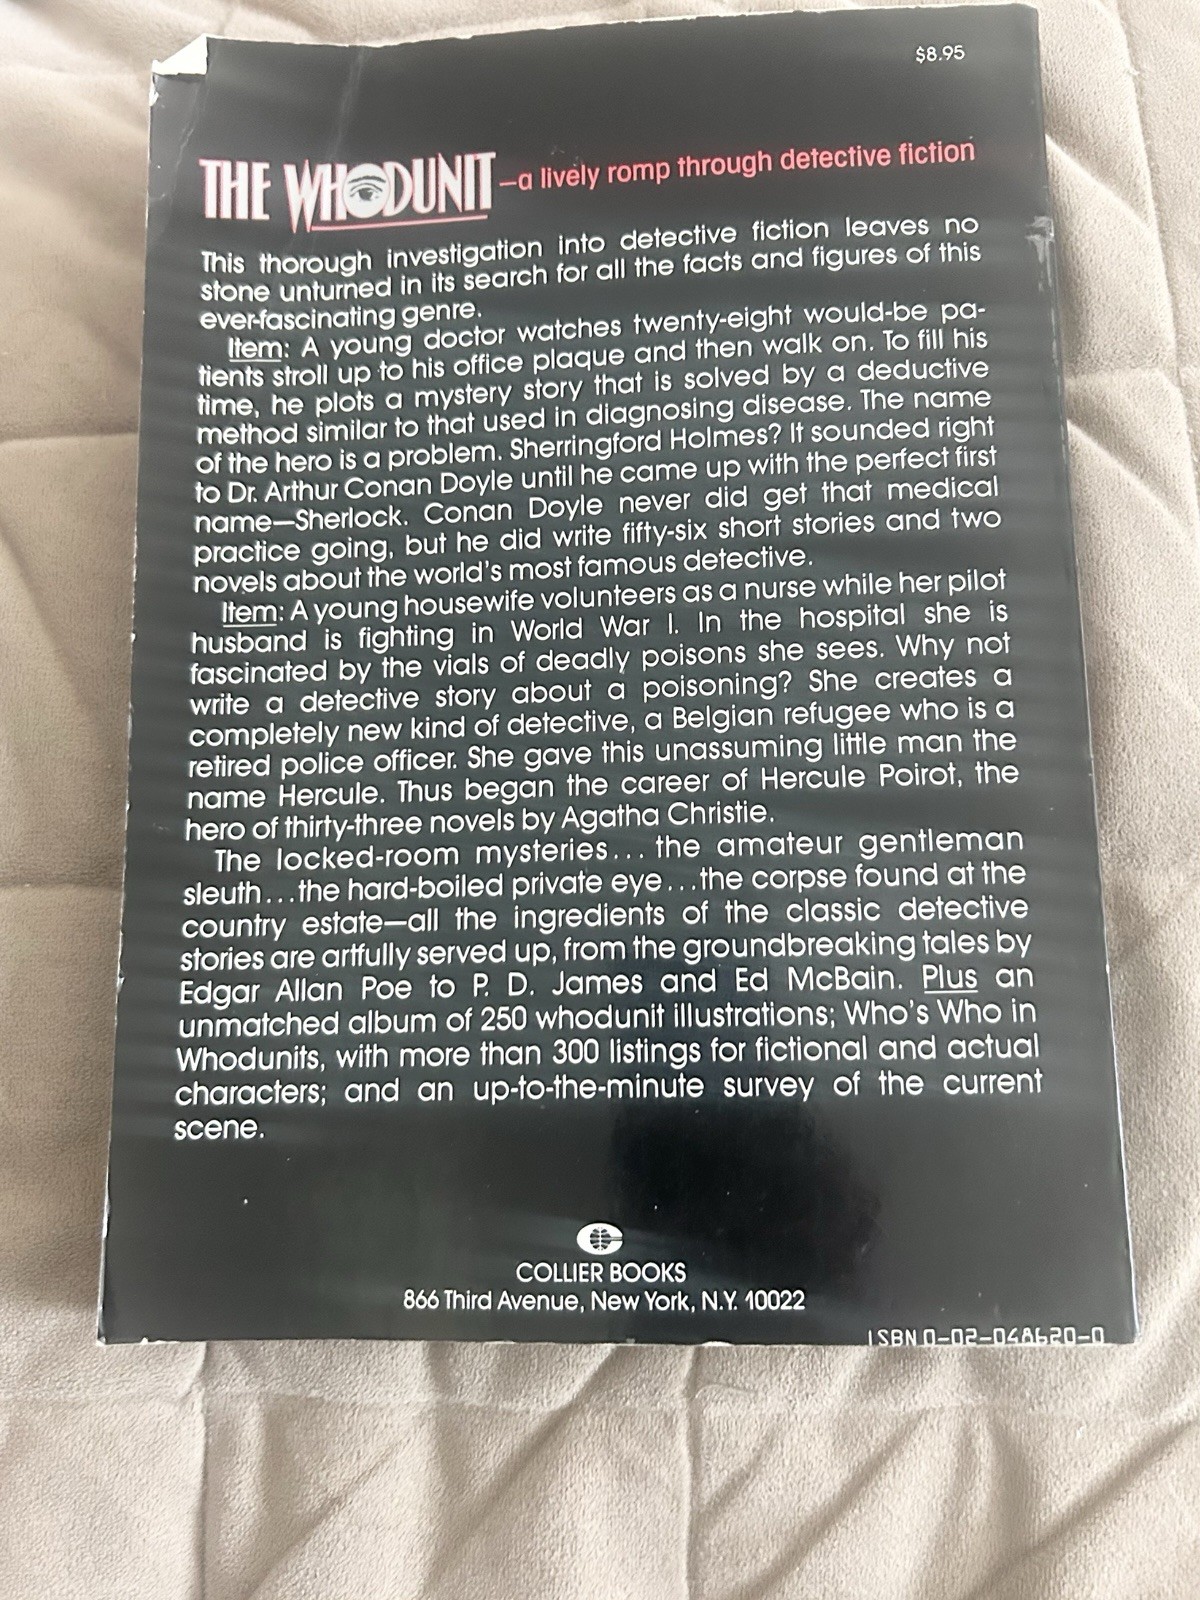 $8.95
THE WHODUNIT—a lively romp through detective fiction
This thorough investigation into detective fiction leaves no
stone unturned in its search for all the facts and figures of this
ever-fascinating genre.
Item: A young doctor watches twenty-eight would-be pa-
tients stroll up to his office plaque and then walk on. To fill his
time, he plots a mystery story that is solved by a deductive
method similar to that used in diagnosing disease. The name
of the hero is a problem. Sherringford Holmes? It sounded right
to Dr. Arthur Conan Doyle until he came up with the perfect first
name—Sherlock. Conan Doyle never did get that medical
practice going, but he did write fifty-six short stories and two
novels about the world's most famous detective.
Item: A young housewife volunteers as a nurse while her pilot
husband is fighting in World War I. In the hospital she is
fascinated by the vials of deadly poisons she sees. Why not
write a detective story about a poisoning? She creates a
completely new kind of detective, a Belgian refugee who is a
retired police officer. She gave this unassuming little man the
name Hercule. Thus began the career of Hercule Poirot, the
hero of thirty-three novels by Agatha Christie.
The locked-room mysteries... the amateur gentleman
sleuth...the hard-boiled private eye...the corpse found at the
country estate—all the ingredients of the classic detective
stories are artfully served up, from the groundbreaking tales by
Edgar Allan Poe to P. D. James and Ed McBain. Plus an
unmatched album of 250 whodunit illustrations; Who's Who in
Whodunits, with more than 300 listings for fictional and actual
characters; and an up-to-the-minute survey of the current
scene.
COLLIER BOOKS
866 Third Avenue, New York, N.Y. 10022
ISBN 0-02-048620-0